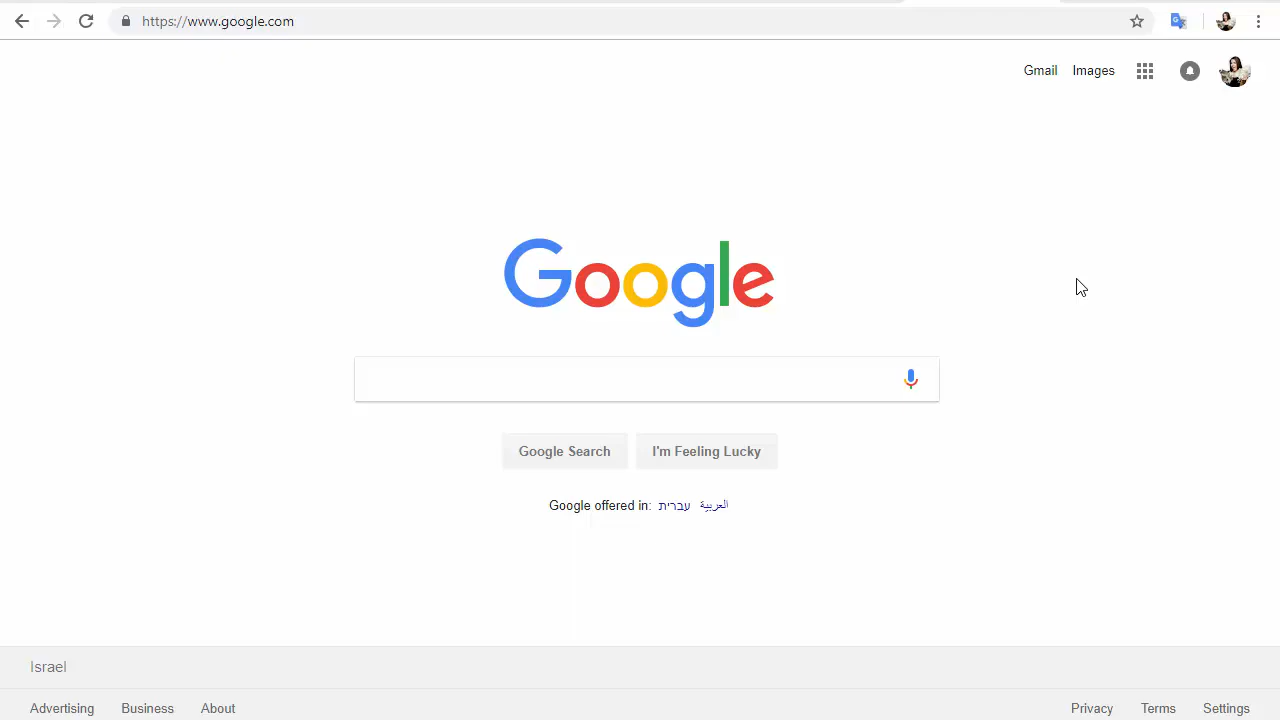 https://www.google.com
Gmail Images
Google
Google Search I'm Feeling Lucky
Google offered in: עברית العربية
Israel
Advertising Business About Privacy Terms Settings